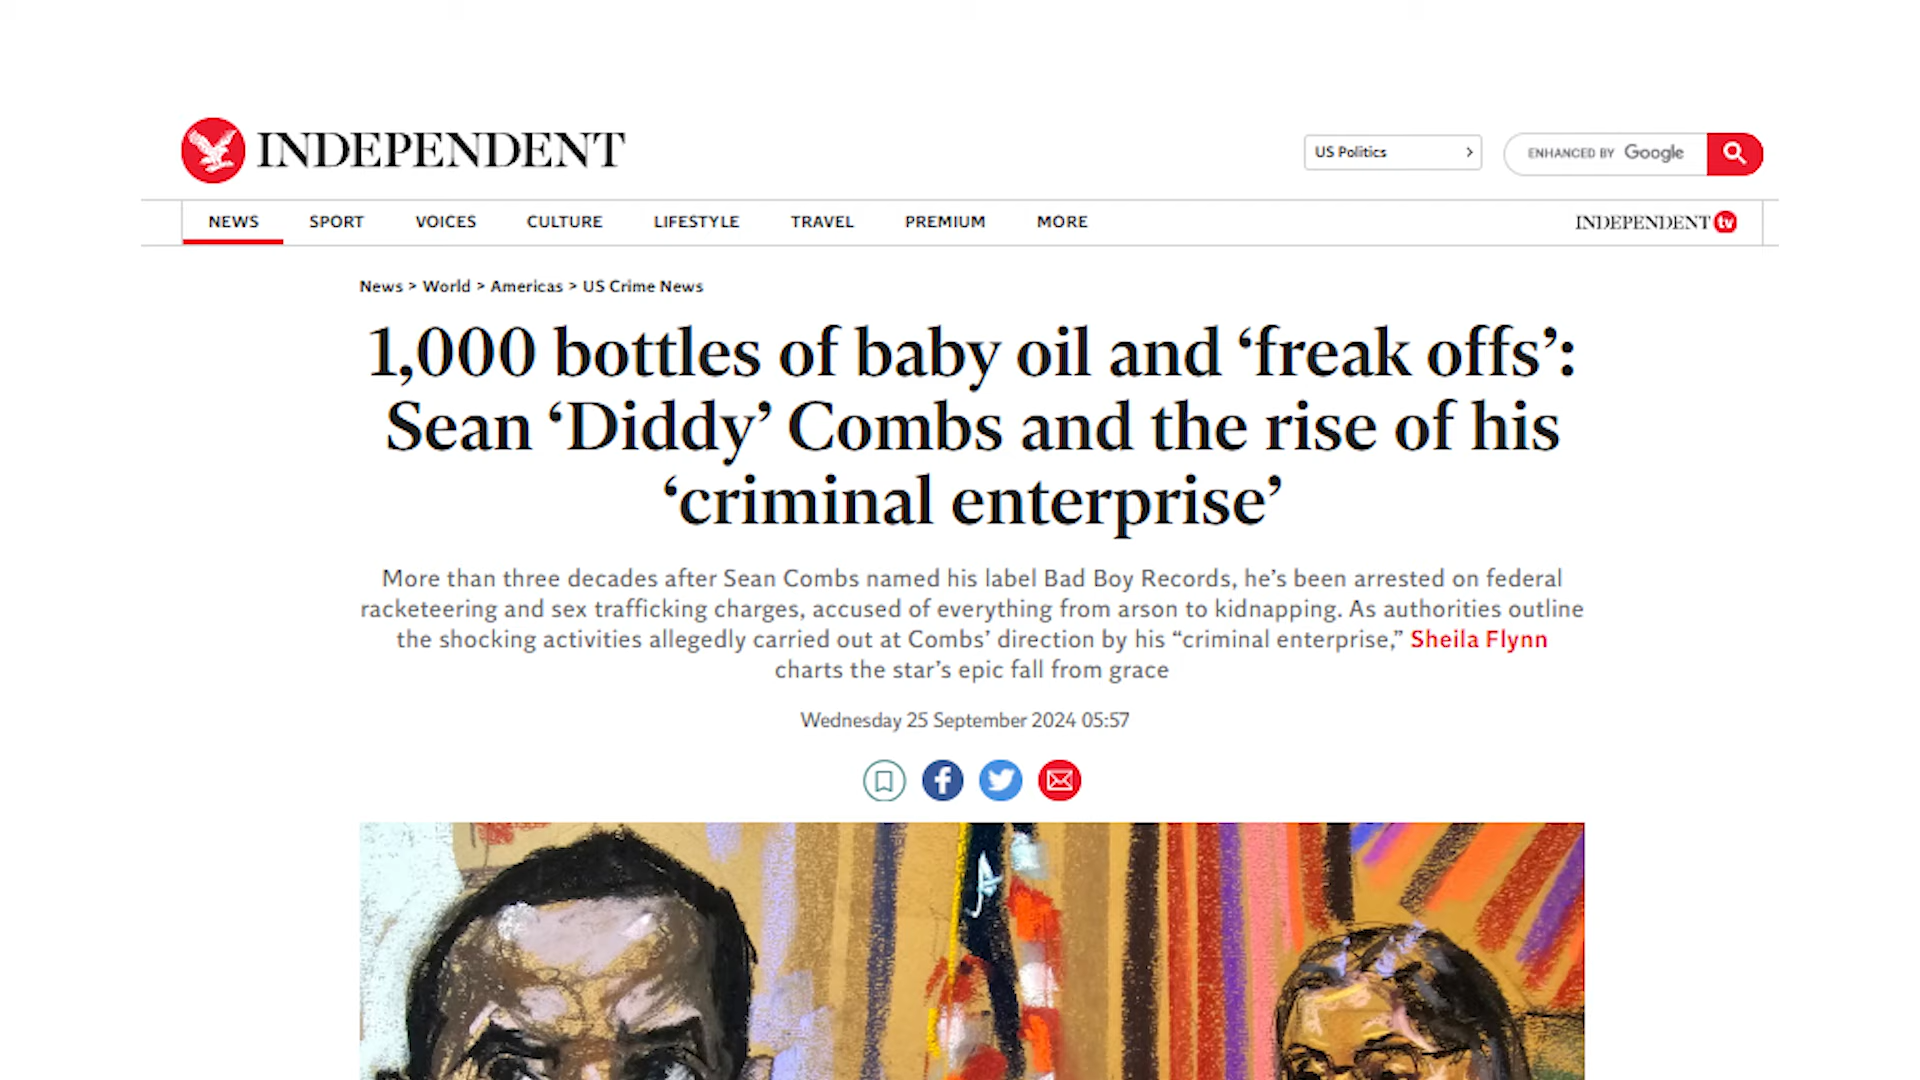 INDEPENDENT
US Politics
ENHANCED BY Google
NEWS SPORT VOICES CULTURE LIFESTYLE TRAVEL PREMIUM MORE INDEPENDENT tv
News > World > Americas > US Crime News
1,000 bottles of baby oil and ‘freak offs’:
Sean ‘Diddy’ Combs and the rise of his
‘criminal enterprise’
More than three decades after Sean Combs named his label Bad Boy Records, he’s been arrested on federal
racketeering and sex trafficking charges, accused of everything from arson to kidnapping. As authorities outline
the shocking activities allegedly carried out at Combs’ direction by his “criminal enterprise,” Sheila Flynn
charts the star’s epic fall from grace
Wednesday 25 September 2024 05:57